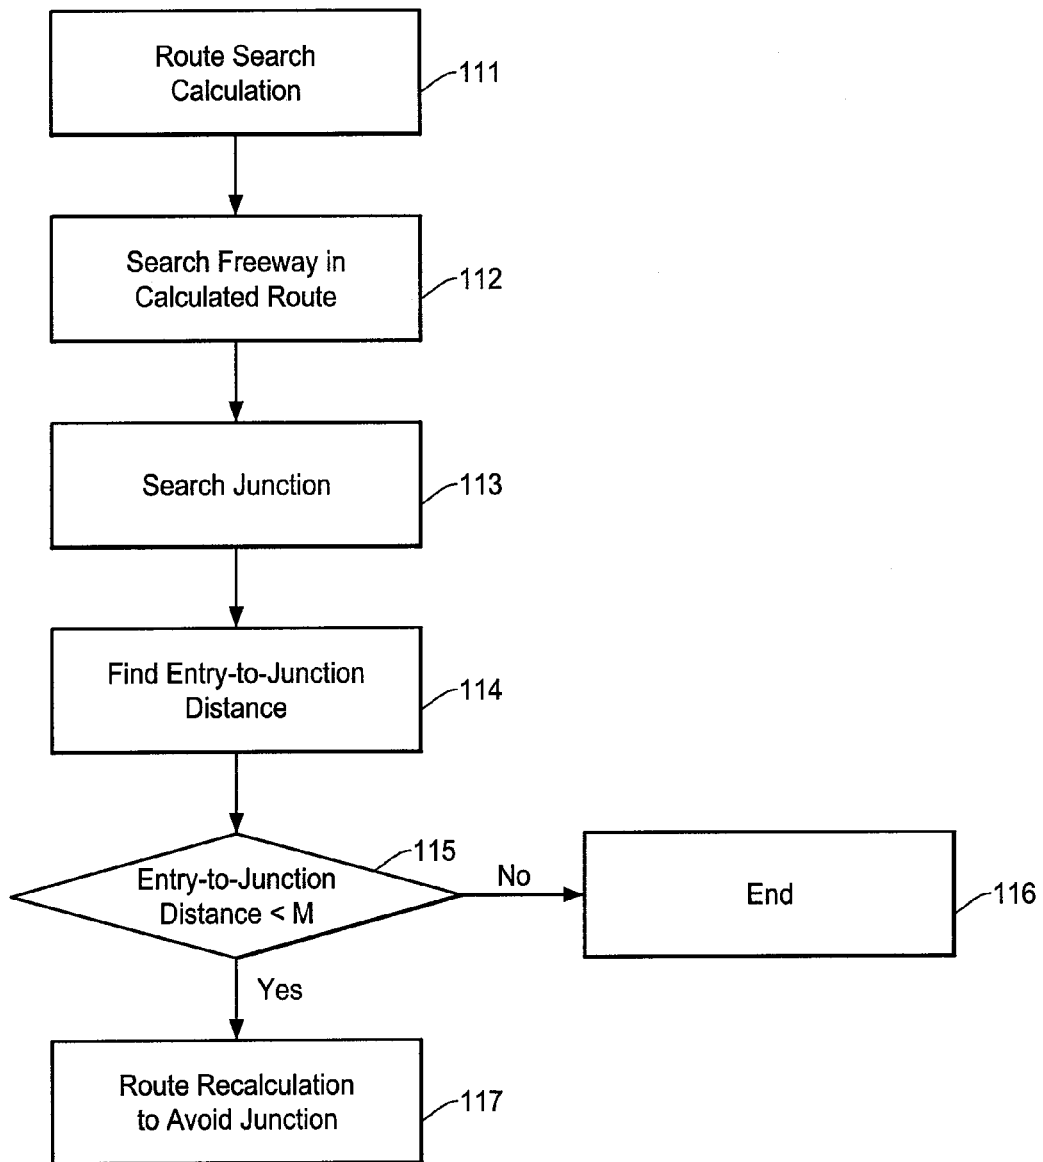 Route Search
Calculation
111
Search Freeway in
Calculated Route
112
Search Junction
113
Find Entry-to-Junction
Distance
114
115
Entry-to-Junction
Distance < M
No
End
116
Yes
Route Recalculation
to Avoid Junction
117